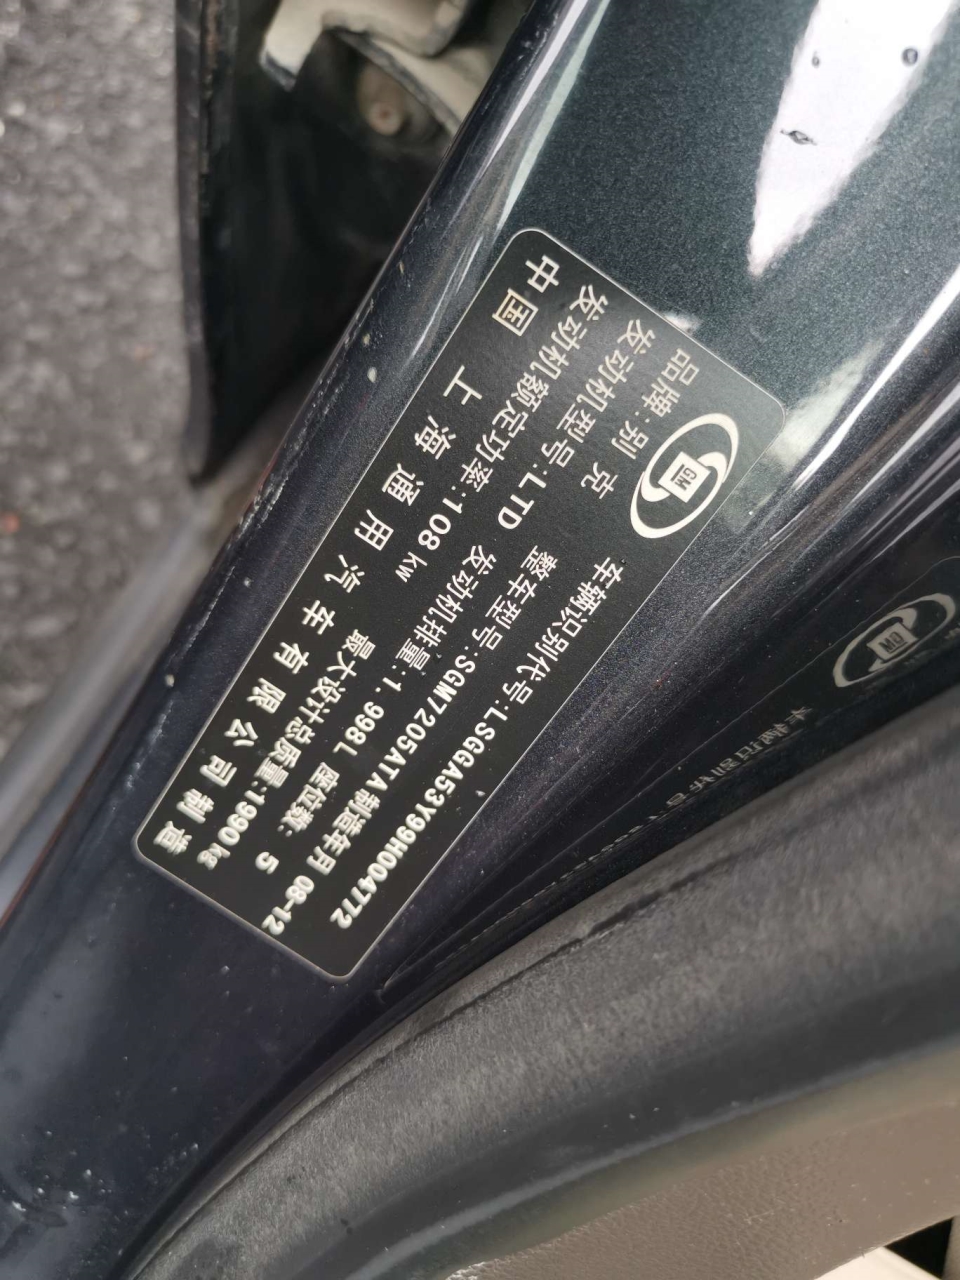 GM
品牌:别 克 车辆识别代号:LSGGA53Y99H004772
发动机型号:LTD 整车型号:SGM7205ATA 制造年月 08-12
发动机额定功率:108kw 发动机排量:1.998L 座位数: 5
最大设计总质量:1990kg
中国 上海通用汽车有限公司制造